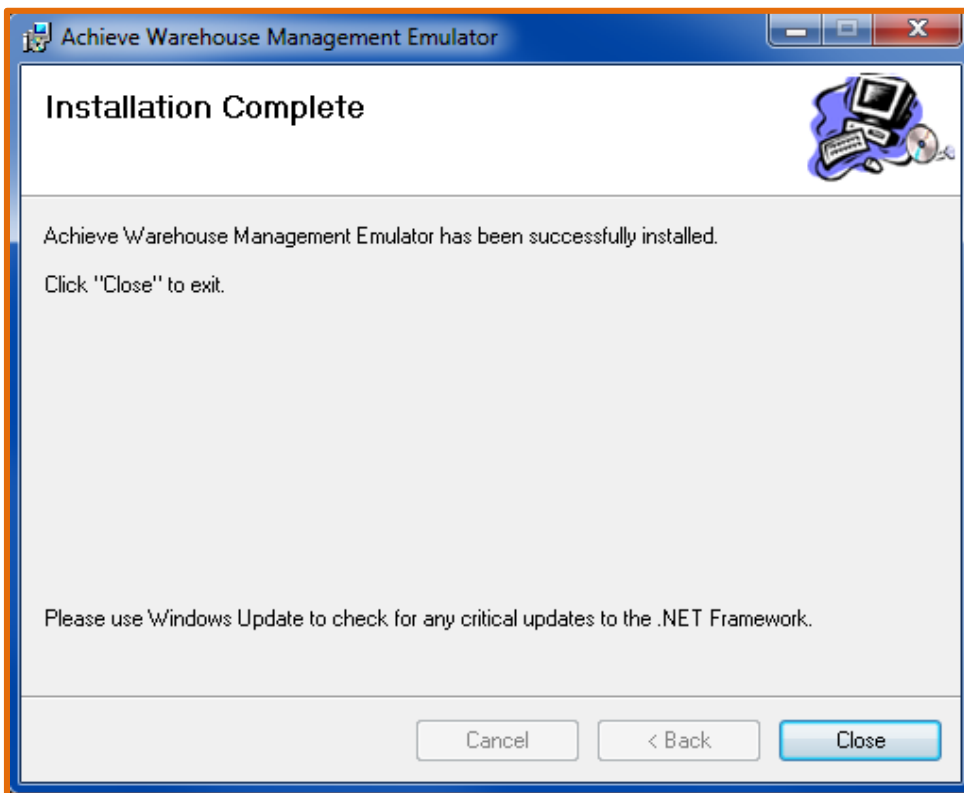 Achieve Warehouse Management Emulator
Installation Complete
Achieve Warehouse Management Emulator has been successfully installed.
Click "Close" to exit.
Please use Windows Update to check for any critical updates to the .NET Framework.
Cancel
< Back
Close